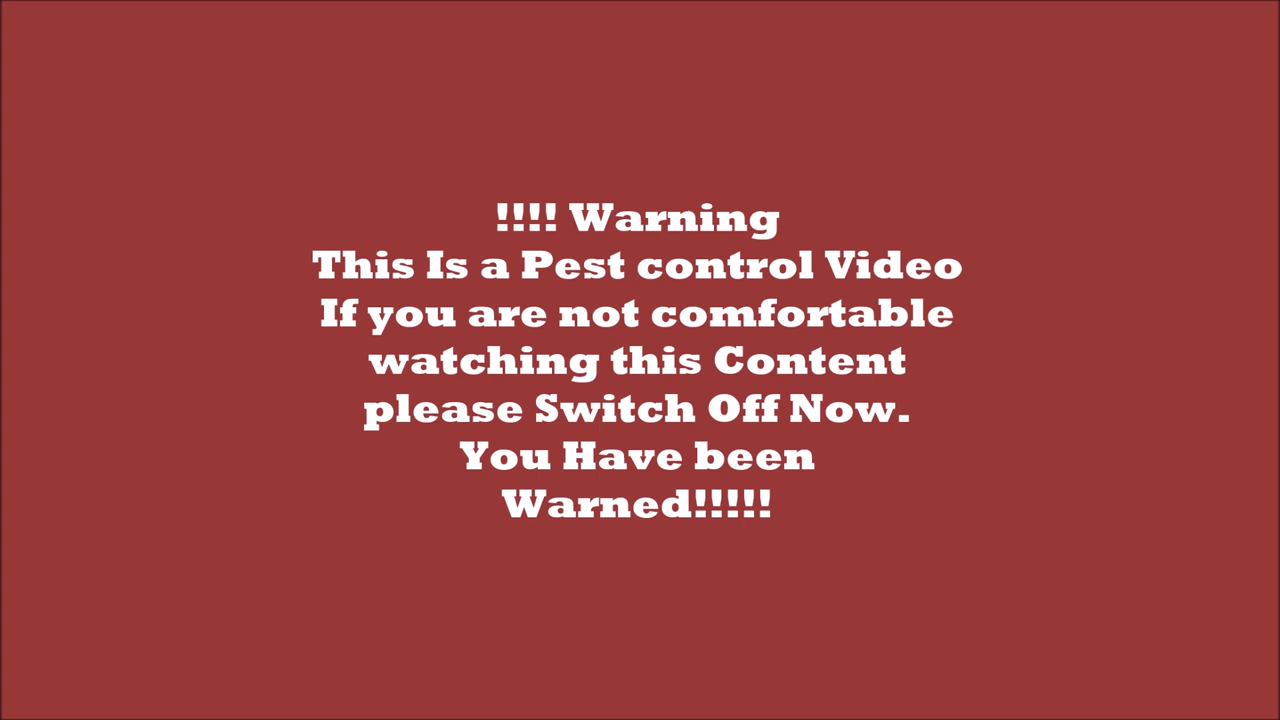 !!!! Warning
This Is a Pest control Video
If you are not comfortable
watching this Content
please Switch Off Now.
You Have been
Warned!!!!!